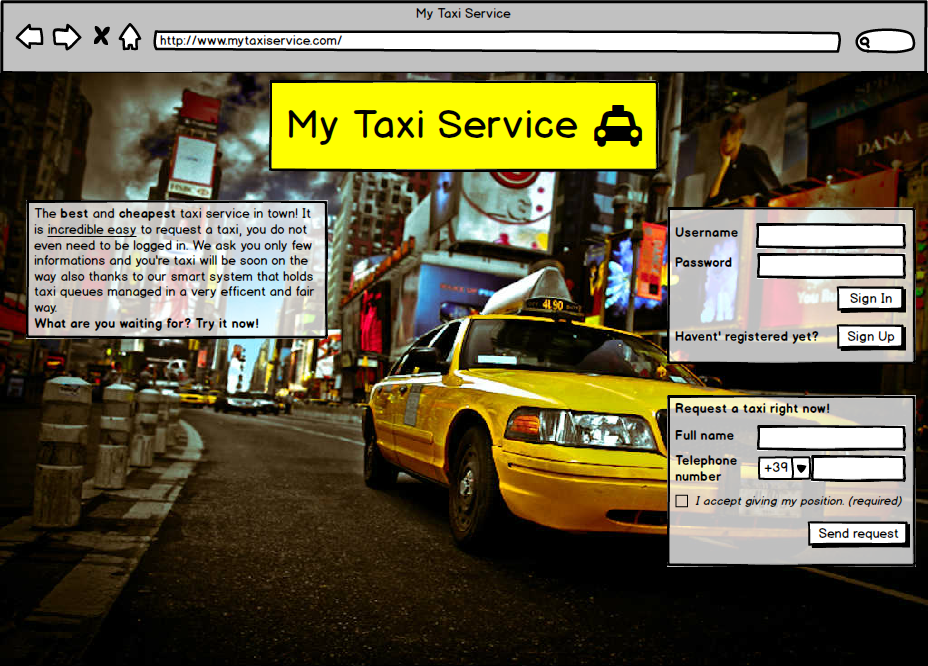 My Taxi Service
http://www.mytaxiservice.com/
My Taxi Service
The best and cheapest taxi service in town! It
is incredible easy to request a taxi, you do not
even need to be logged in. We ask you only few
informations and you're taxi will be soon on the
way also thanks to our smart system that holds
taxi queues managed in a very efficent and fair
way.
What are you waiting for? Try it now!
Username
Password
Sign In
Havent' registered yet?
Sign Up
Request a taxi right now!
Full name
Telephone
number
+39
I accept giving my position. (required)
Send request
HSBC
DANA
4L90